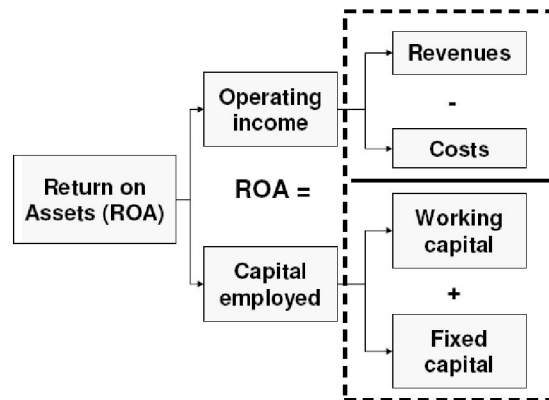 Revenues
Operating
income
-
Costs
Return on
Assets (ROA)
ROA =
Working
capital
Capital
employed
+
Fixed
capital